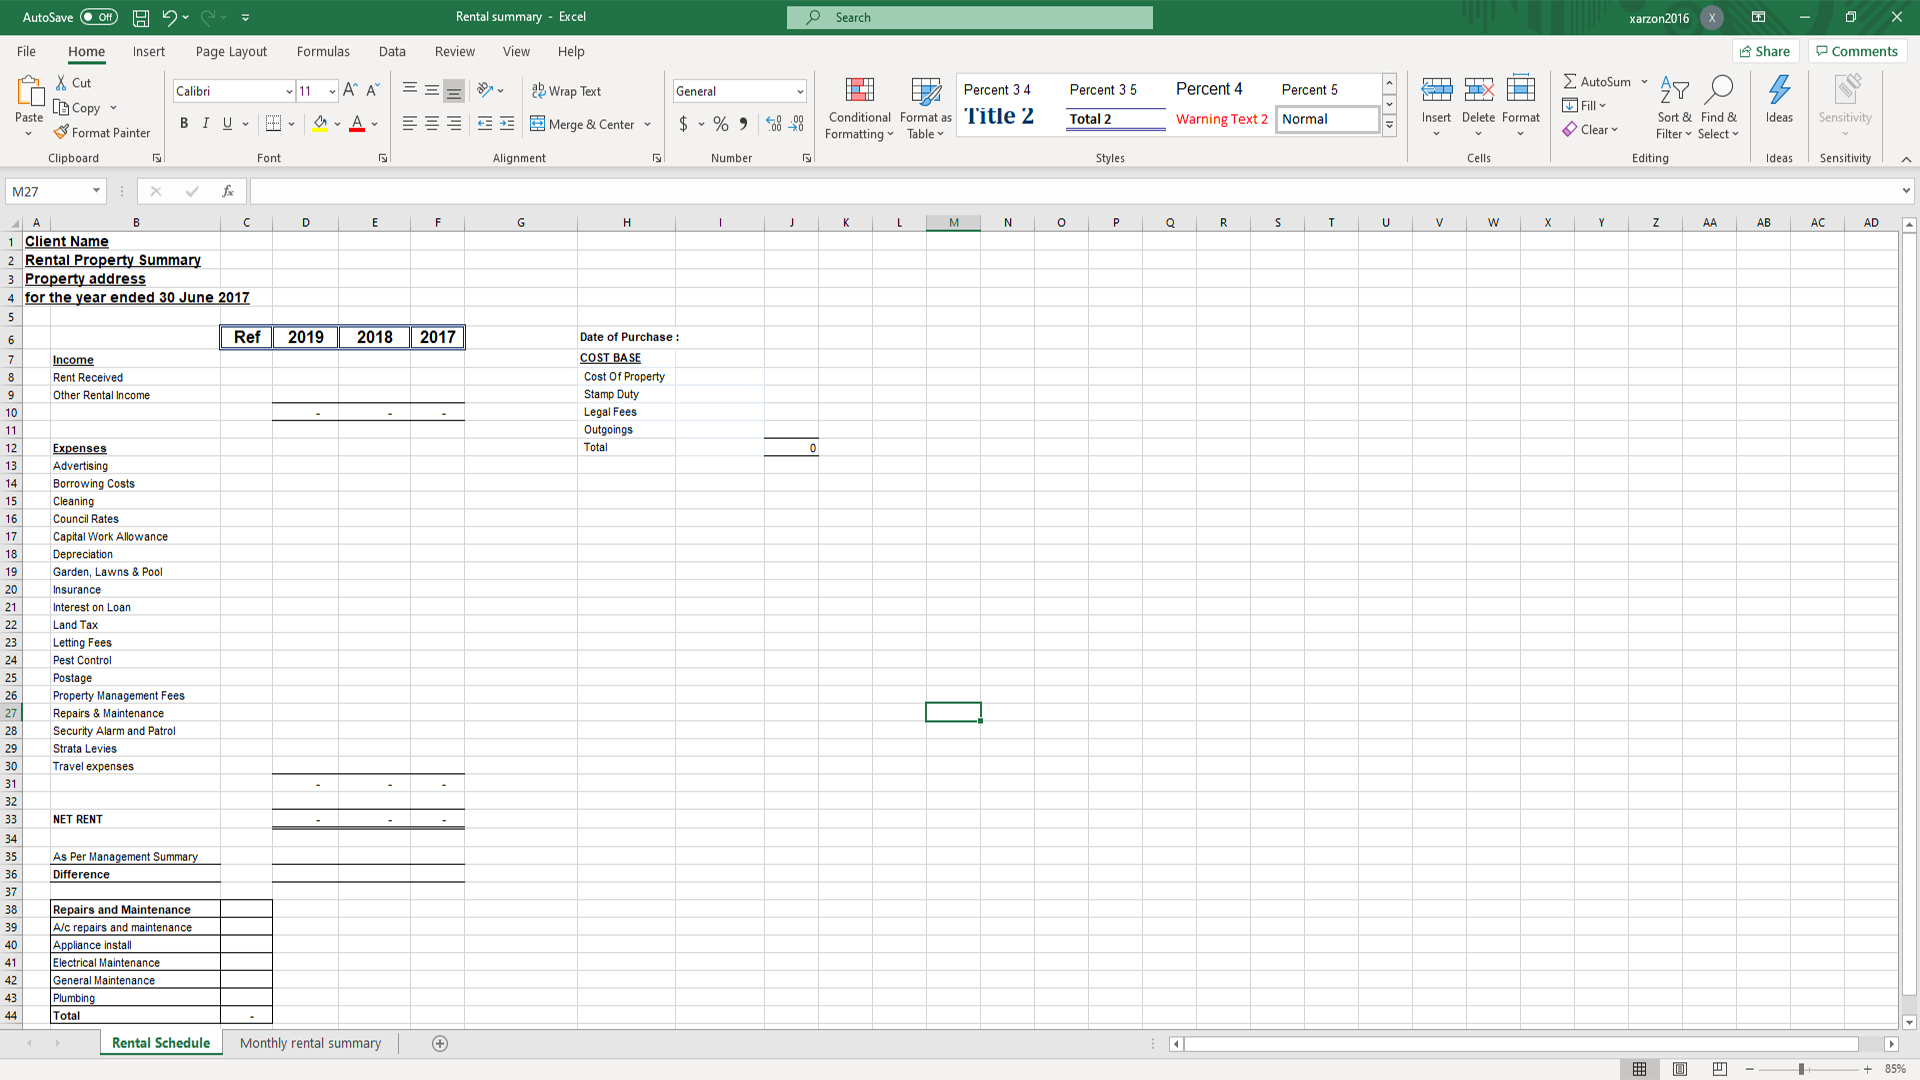 AutoSave Off Rental summary - Excel Search xarzon2016 X
File Home Insert Page Layout Formulas Data Review View Help Share Comments
Paste Cut Copy Format Painter Clipboard
Calibri 11 A A B I U A Font
ab Wrap Text Merge & Center Alignment
General $ % Number
Conditional Formatting Format as Table
Percent 3 4 Percent 3 5 Percent 4 Percent 5
Title 2 Total 2 Warning Text 2 Normal
Styles
Insert Delete Format Cells
AutoSum Fill Clear Sort & Filter Find & Select Editing
Ideas Ideas Sensitivity Sensitivity
M27 fx
A B C D E F G H I J K L M N O P Q R S T U V W X Y Z AA AB AC AD
1 Client Name
2 Rental Property Summary
3 Property address
4 for the year ended 30 June 2017
5
6 Ref 2019 2018 2017 Date of Purchase :
7 Income COST BASE
8 Rent Received Cost Of Property
9 Other Rental Income Stamp Duty
10 - - - Legal Fees
11 Outgoings
12 Expenses Total 0
13 Advertising
14 Borrowing Costs
15 Cleaning
16 Council Rates
17 Capital Work Allowance
18 Depreciation
19 Garden, Lawns & Pool
20 Insurance
21 Interest on Loan
22 Land Tax
23 Letting Fees
24 Pest Control
25 Postage
26 Property Management Fees
27 Repairs & Maintenance
28 Security Alarm and Patrol
29 Strata Levies
30 Travel expenses
31 - - -
32
33 NET RENT - - -
34
35 As Per Management Summary
36 Difference
37
38 Repairs and Maintenance
39 A/c repairs and maintenance
40 Appliance install
41 Electrical Maintenance
42 General Maintenance
43 Plumbing
44 Total -
Rental Schedule Monthly rental summary
85%